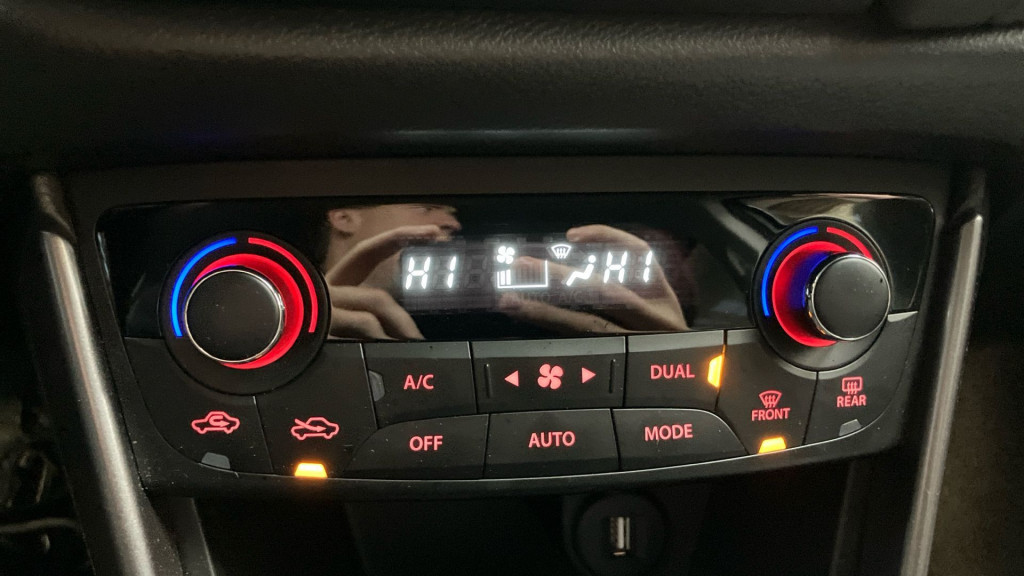 HI HI
A/C
DUAL
FRONT
REAR
OFF
AUTO
MODE